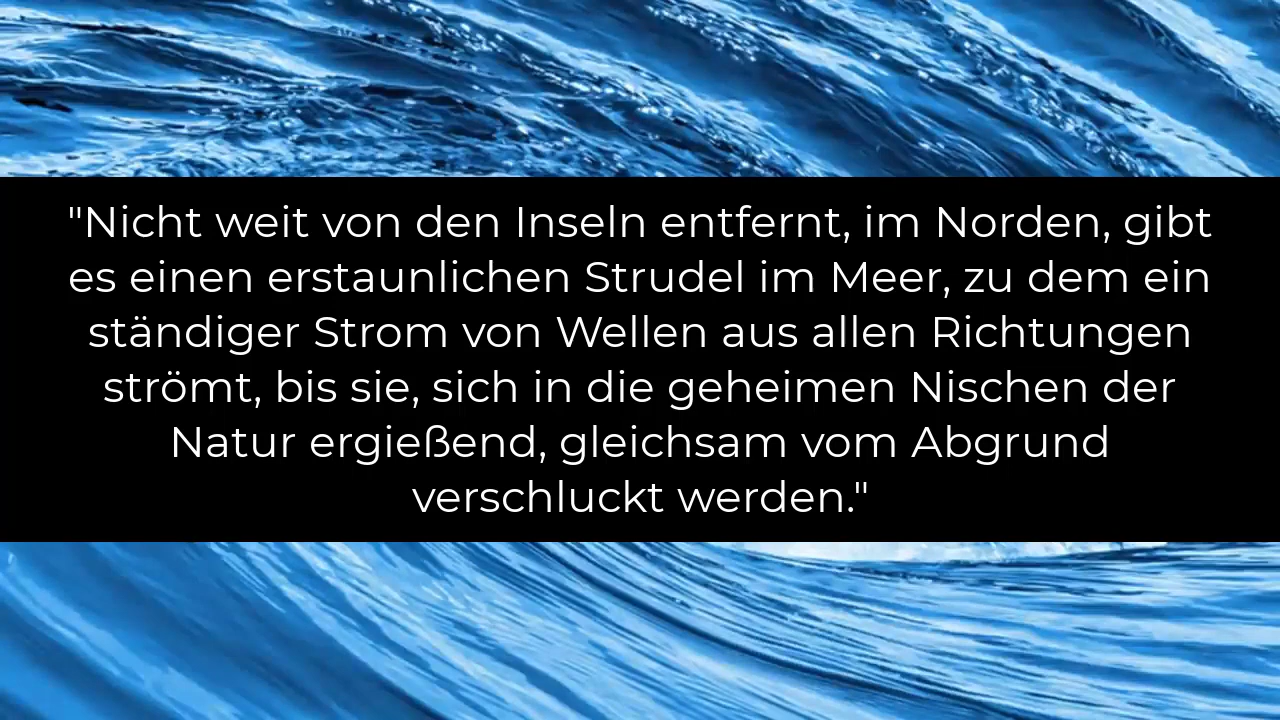 "Nicht weit von den Inseln entfernt, im Norden, gibt
es einen erstaunlichen Strudel im Meer, zu dem ein
ständiger Strom von Wellen aus allen Richtungen
strömt, bis sie, sich in die geheimen Nischen der
Natur ergießend, gleichsam vom Abgrund
verschluckt werden."